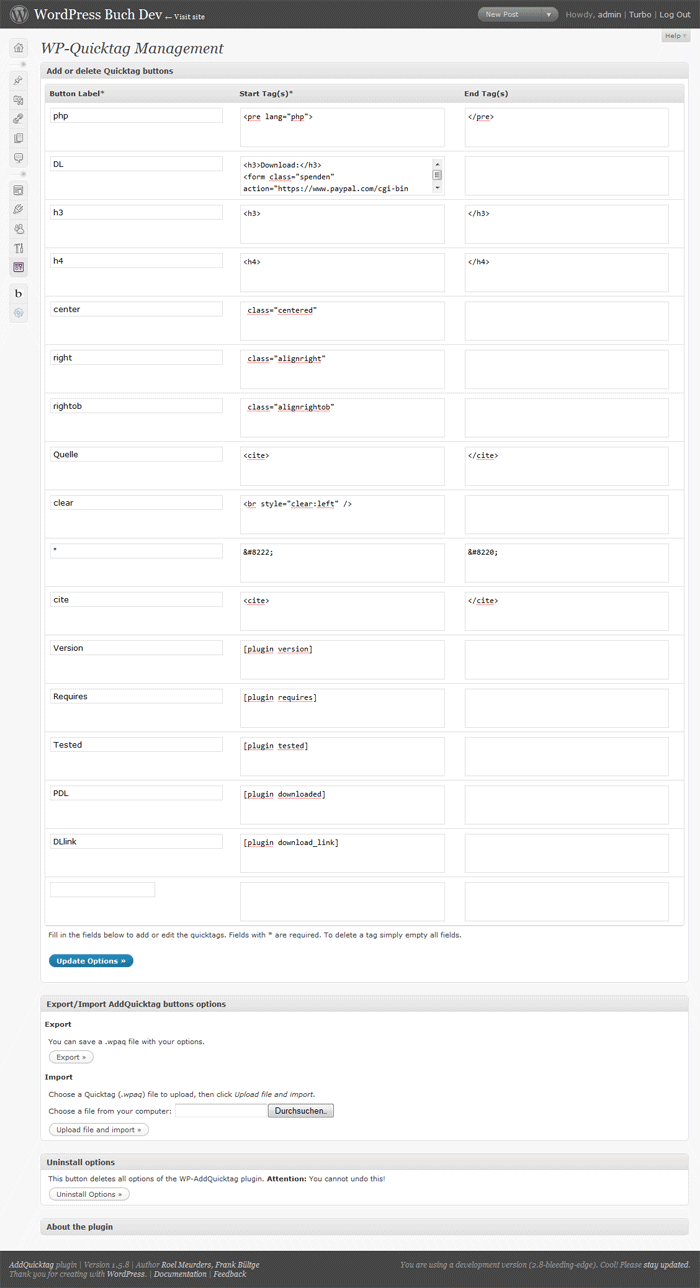 WordPress Buch Dev ← Visit site
New Post ▼ Howdy, admin | Turbo | Log Out
Help
WP-Quicktag Management
Add or delete Quicktag buttons
Button Label* Start Tag(s)* End Tag(s)
php <pre lang="php"> </pre>
DL <h3>Download:</h3>
<form class="spenden"
action="https://www.paypal.com/cgi-bin
h3 <h3> </h3>
h4 <h4> </h4>
center class="centered"
right class="alignright"
rightob class="alignrightob"
Quelle <cite> </cite>
clear <br style="clear:left" />
" &#8222; &#8220;
cite <cite> </cite>
Version [plugin version]
Requires [plugin requires]
Tested [plugin tested]
PDL [plugin downloaded]
DLlink [plugin download_link]
Fill in the fields below to add or edit the quicktags. Fields with * are required. To delete a tag simply empty all fields.
Update Options »
Export/Import AddQuicktag buttons options
Export
You can save a .wpaq file with your options.
Export »
Import
Choose a Quicktag (.wpaq) file to upload, then click Upload file and import.
Choose a file from your computer: Durchsuchen..
Upload file and import »
Uninstall options
This button deletes all options of the WP-AddQuicktag plugin. Attention: You cannot undo this!
Uninstall Options »
About the plugin
AddQuicktag plugin | Version 1.5.8 | Author Roel Meurders, Frank Bültge
You are using a development version (2.8-bleeding-edge). Cool! Please stay updated.
Thank you for creating with WordPress. | Documentation | Feedback